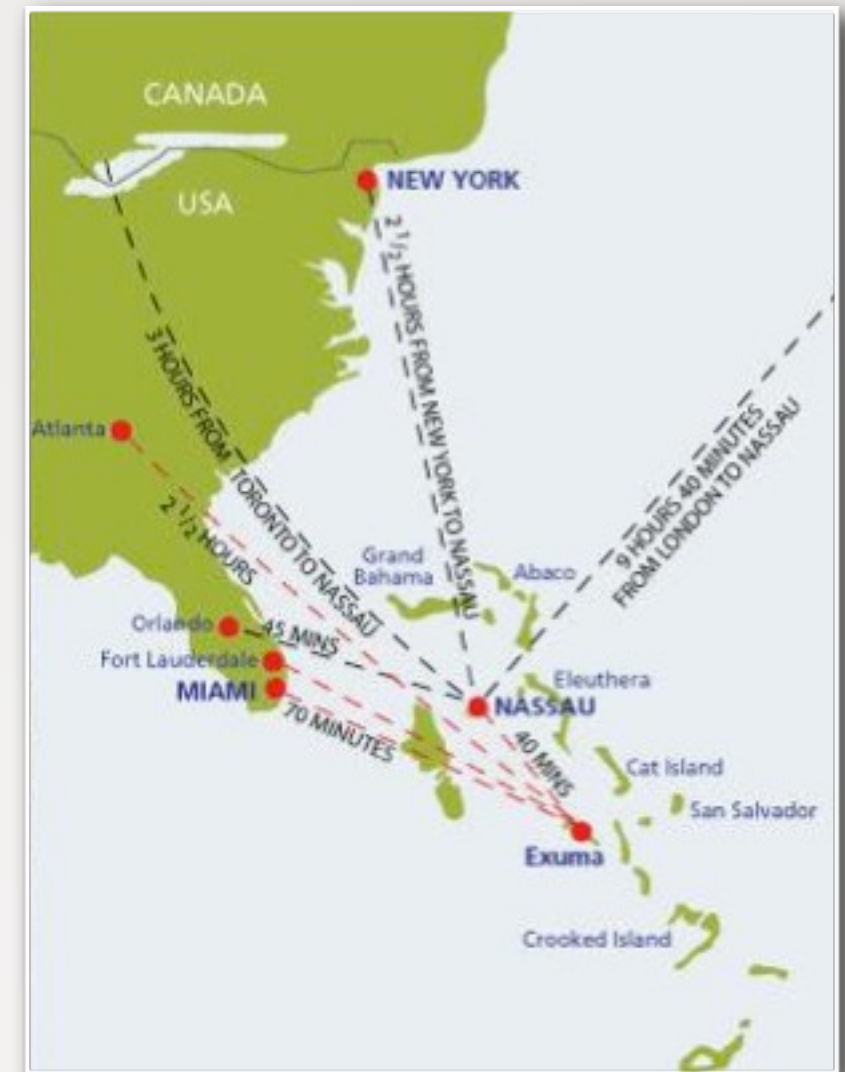 CANADA
USA
NEW YORK
2 1/2 HOURS FROM NEW YORK TO NASSAU
3 HOURS FROM TORONTO TO NASSAU
Atlanta
2 1/2 HOURS
9 HOURS 40 MINUTES
FROM LONDON TO NASSAU
Grand
Bahama
Abaco
Orlando
45 MINS
Fort Lauderdale
MIAMI
70 MINUTES
Eleuthera
NASSAU
40 MINS
Cat Island
San Salvador
Exuma
Crooked Island